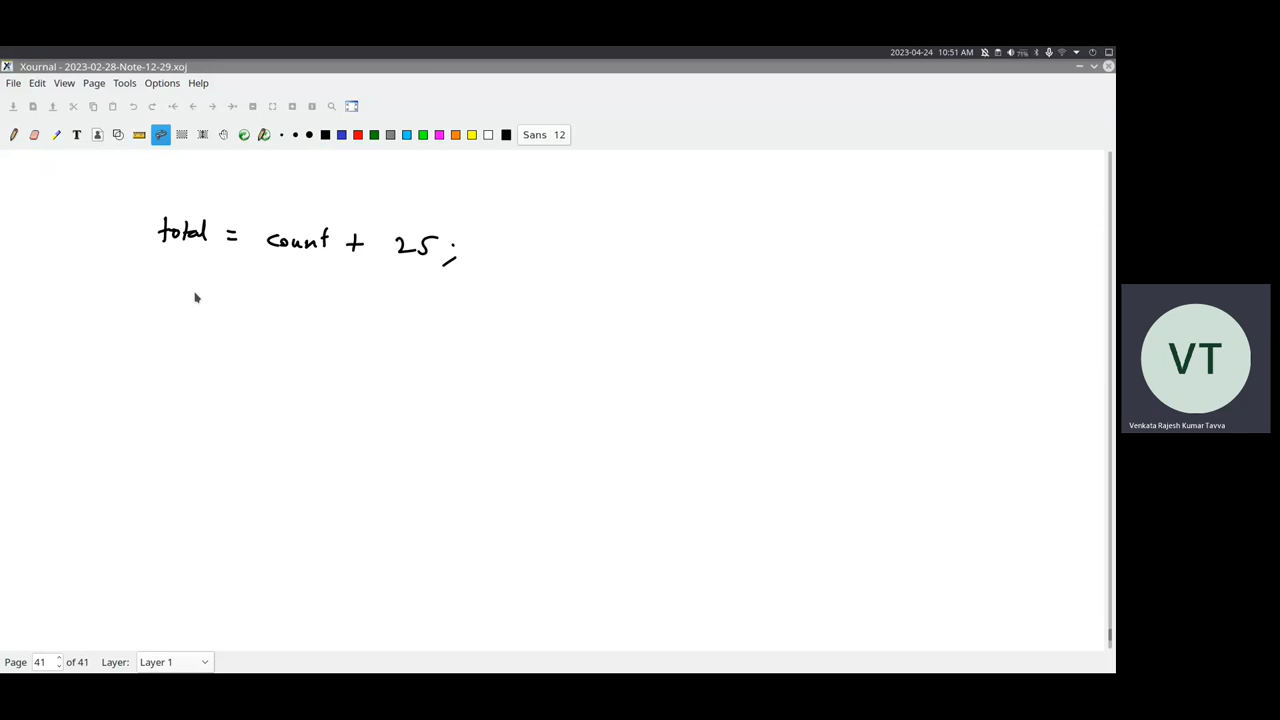 2023-04-24 10:51 AM
Xournal - 2023-02-28-Note-12-29.xoj
File Edit View Page Tools Options Help
Sans 12
total = count + 25;
VT
Venkata Rajesh Kumar Tavva
Page 41 of 41 Layer: Layer 1